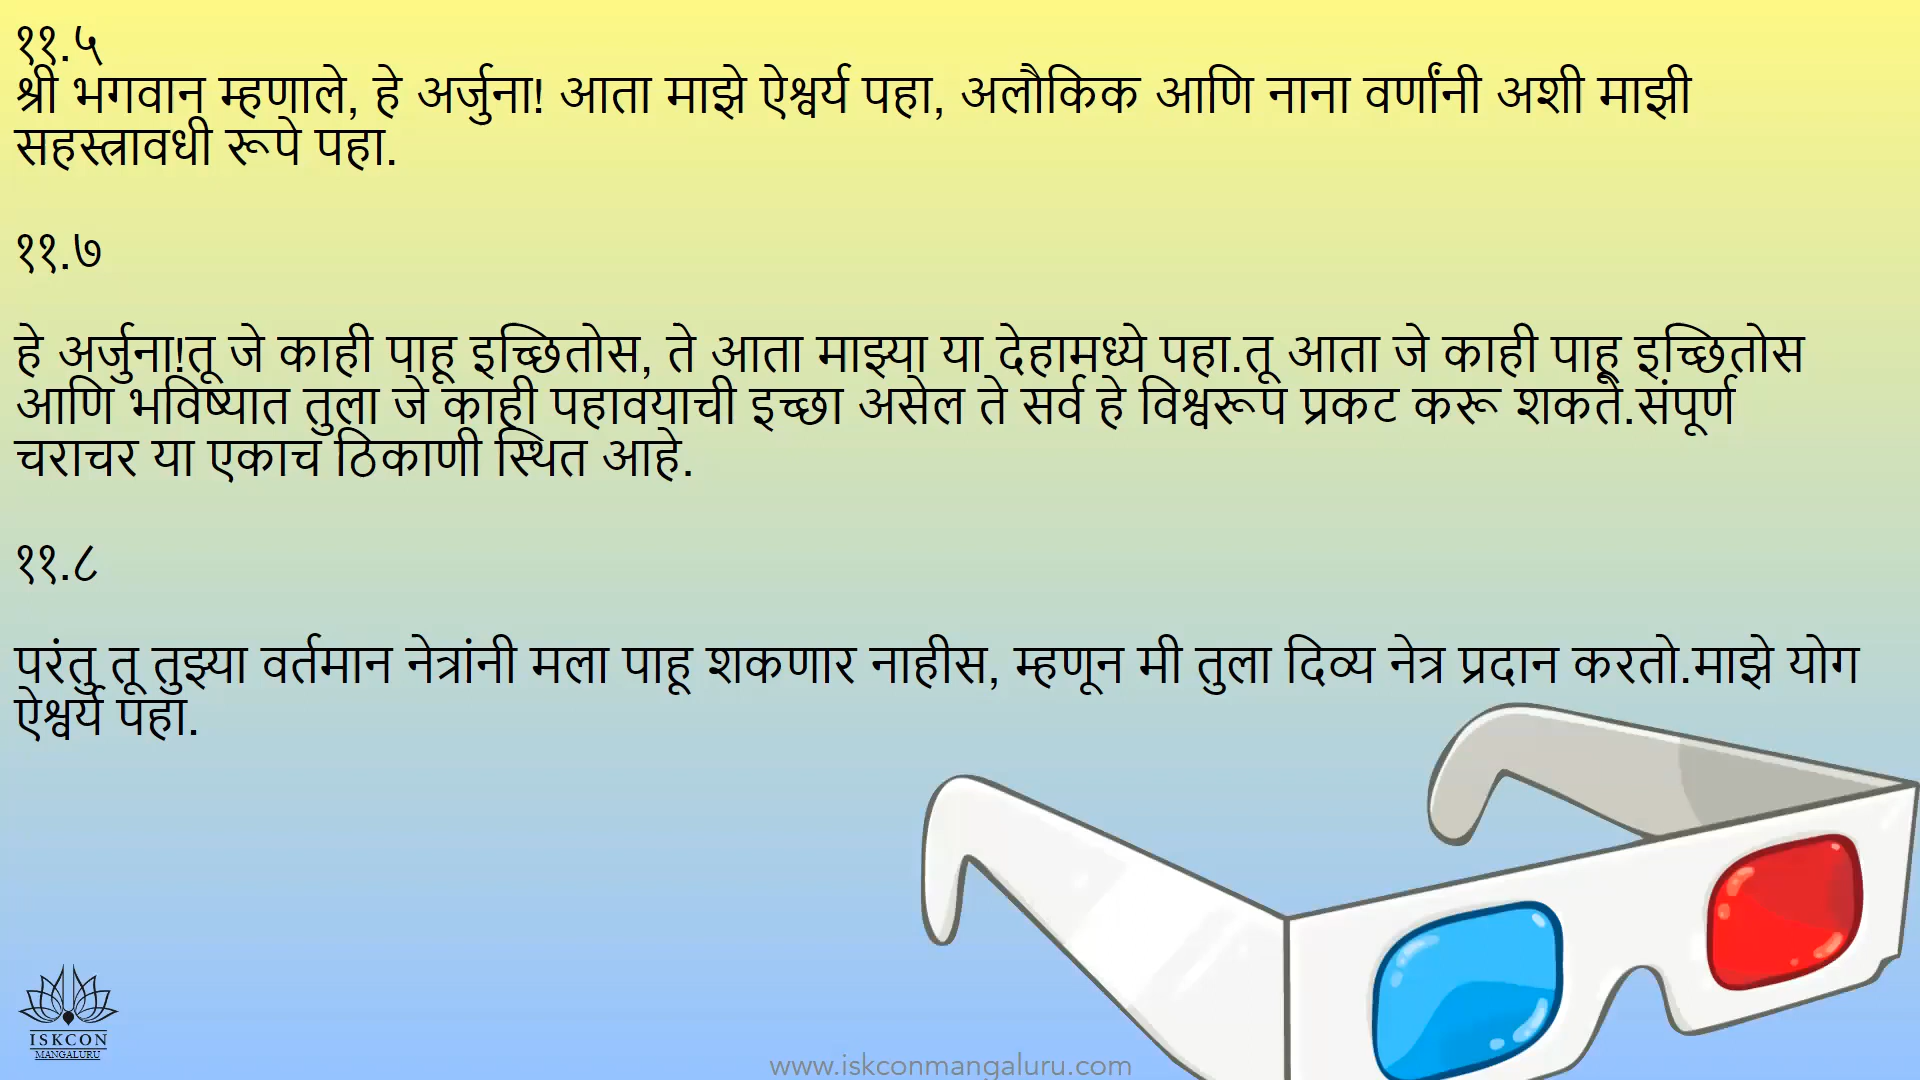 ११.५
श्री भगवान म्हणाले, हे अर्जुना! आता माझे ऐश्वर्य पहा, अलौकिक आणि नाना वर्णांनी अशी माझी
सहस्त्रावधी रूपे पहा.
११.७
हे अर्जुना!तू जे काही पाहू इच्छितोस, ते आता माझ्या या देहामध्ये पहा.तू आता जे काही पाहू इच्छितोस
आणि भविष्यात तुला जे काही पहावयाची इच्छा असेल ते सर्व हे विश्वरूप प्रकट करू शकते.संपूर्ण
चराचर या एकाच ठिकाणी स्थित आहे.
११.८
परंतु तू तुझ्या वर्तमान नेत्रांनी मला पाहू शकणार नाहीस, म्हणून मी तुला दिव्य नेत्र प्रदान करतो.माझे योग
ऐश्वर्य पहा.
ISKCON
MANGALURU
www.iskconmangaluru.com